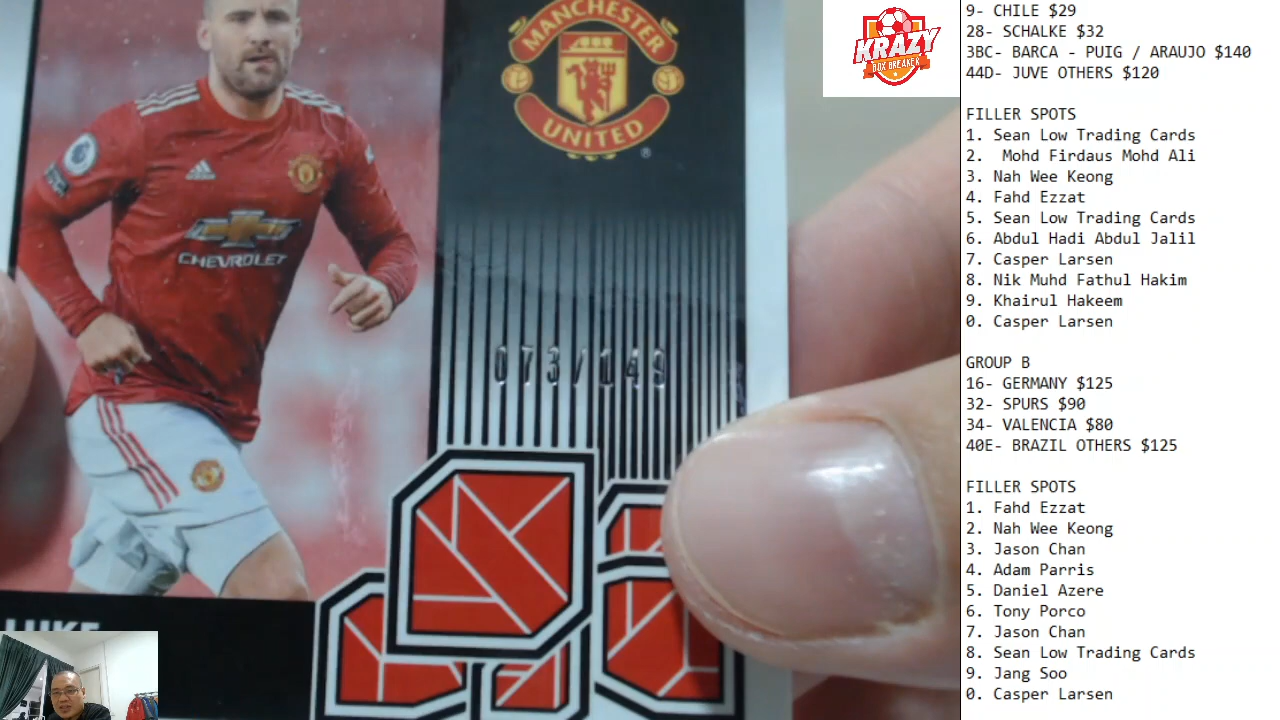 MANCHESTER
UNITED
®
CHEVROLET
073/149
LUKE
KRAZY
BOX BREAKER
9- CHILE $29
28- SCHALKE $32
3BC- BARCA - PUIG / ARAUJO $140
44D- JUVE OTHERS $120
FILLER SPOTS
1. Sean Low Trading Cards
2.  Mohd Firdaus Mohd Ali
3. Nah Wee Keong
4. Fahd Ezzat
5. Sean Low Trading Cards
6. Abdul Hadi Abdul Jalil
7. Casper Larsen
8. Nik Muhd Fathul Hakim
9. Khairul Hakeem
0. Casper Larsen
GROUP B
16- GERMANY $125
32- SPURS $90
34- VALENCIA $80
40E- BRAZIL OTHERS $125
FILLER SPOTS
1. Fahd Ezzat
2. Nah Wee Keong
3. Jason Chan
4. Adam Parris
5. Daniel Azere
6. Tony Porco
7. Jason Chan
8. Sean Low Trading Cards
9. Jang Soo
0. Casper Larsen